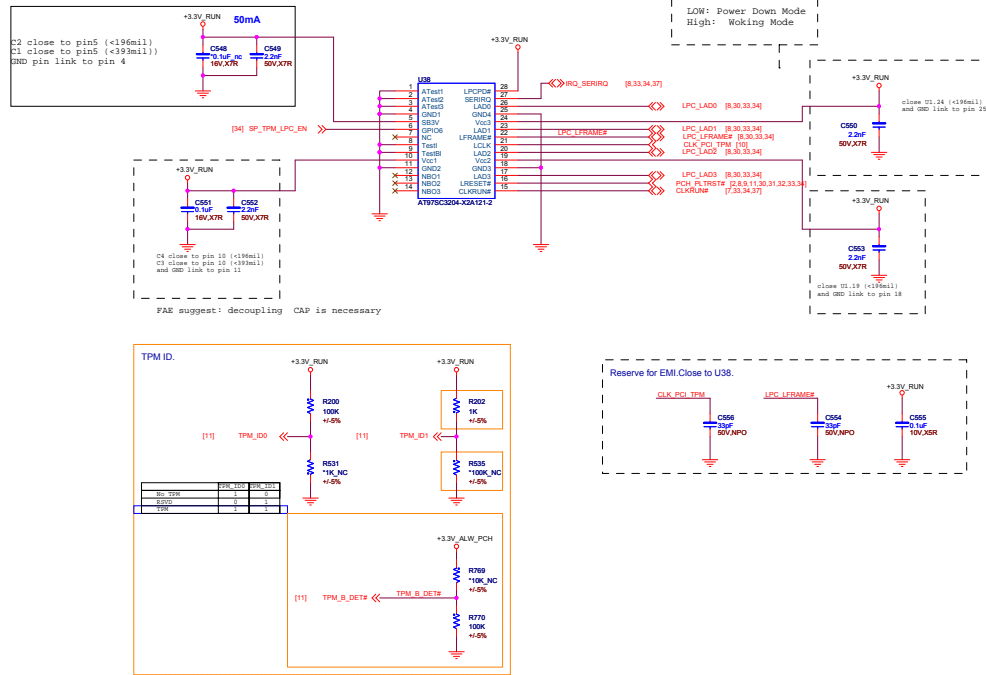 LOW: Power Down Mode
High: Woking Mode
+3.3V_RUN
50mA
C2 close to pin5 (<196mil)
C1 close to pin5 (<393mil))
GND pin link to pin 4
C548
*0.1uF_nc
16V,X7R
C549
2.2nF
50V,X7R
+3.3V_RUN
U38
1 ATest1
2 ATest2
3 ATest3
4 GND1
5 SB3V
6 GPIO6
7 NC
8 TestI
9 TestBI
10 Vcc1
11 GND2
12 NBO1
13 NBO2
14 NBO3
LPCPD# 28
SERIRQ 27
LAD0 26
GND4 25
Vcc3 24
LAD1 23
LFRAME# 22
LCLK 21
LAD2 20
Vcc2 19
GND3 18
LAD3 17
LRESET# 16
CLKRUN# 15
AT97SC3204-X2A121-2
[34] SP_TPM_LPC_EN
IRQ_SERIRQ [8,33,34,37]
LPC_LAD0 [8,30,33,34]
LPC_LAD1 [8,30,33,34]
LPC_LFRAME#
LPC_LFRAME# [8,30,33,34]
CLK_PCI_TPM [10]
LPC_LAD2 [8,30,33,34]
LPC_LAD3 [8,30,33,34]
PCH_PLTRST# [2,8,9,11,30,31,32,33,34]
CLKRUN# [7,33,34,37]
+3.3V_RUN
C550
2.2nF
50V,X7R
close U1.24 (<196mil)
and GND link to pin 25
+3.3V_RUN
C551
0.1uF
16V,X7R
C552
2.2nF
50V,X7R
C4 close to pin 10 (<196mil)
C3 close to pin 10 (<393mil)
and GND link to pin 11
+3.3V_RUN
C553
2.2nF
50V,X7R
close U1.19 (<196mil)
and GND link to pin 18
FAE suggest: decoupling CAP is necessary
TPM ID.
+3.3V_RUN
R200
100K
+/-5%
[11] TPM_ID0
R531
*1K_NC
+/-5%
+3.3V_RUN
R202
1K
+/-5%
[11] TPM_ID1
R535
*100K_NC
+/-5%
TPM_ID0 TPM_ID1
No TPM 1 0
RSVD 0 1
TPM 1 1
+3.3V_ALW_PCH
R769
*10K_NC
+/-5%
[11] TPM_B_DET# TPM_B_DET#
R770
100K
+/-5%
Reserve for EMI.Close to U38.
CLK_PCI_TPM
C556
33pF
50V,NPO
LPC_LFRAME#
C554
33pF
50V,NPO
+3.3V_RUN
C555
0.1uF
10V,X5R